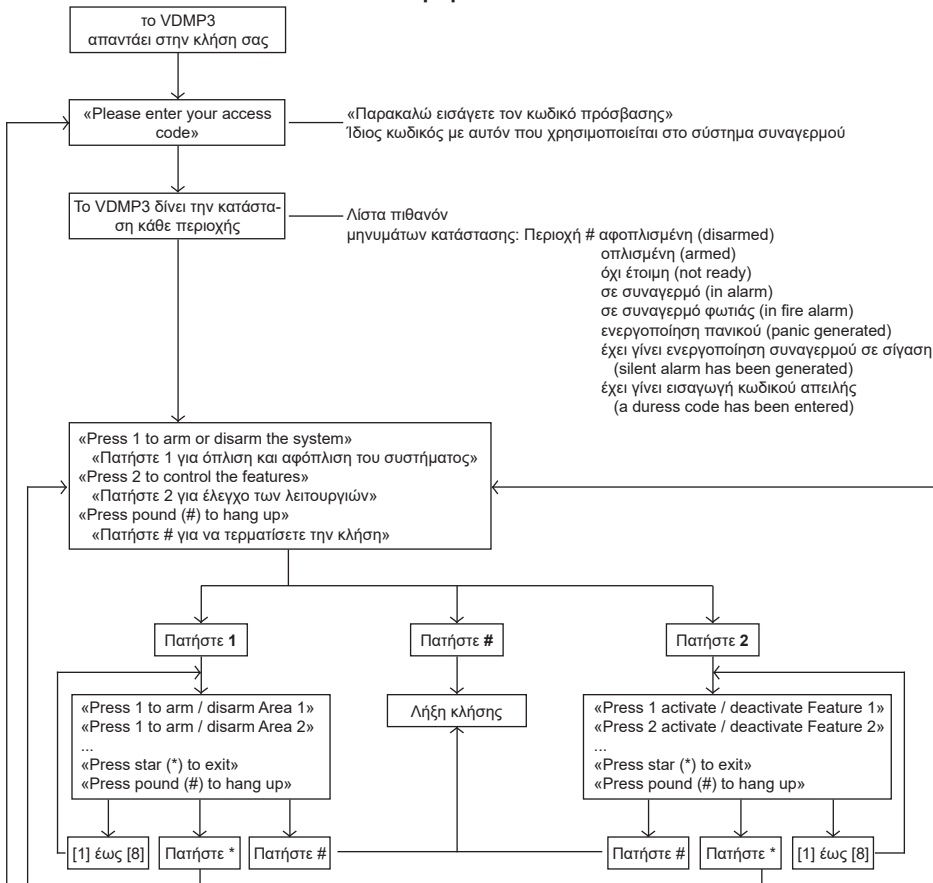 το VDMP3
απαντάει στην κλήση σας
«Please enter your access
code»
«Παρακαλώ εισάγετε τον κωδικό πρόσβασης»
Ίδιος κωδικός με αυτόν που χρησιμοποιείται στο σύστημα συναγερμού
Το VDMP3 δίνει την κατάστα-
ση κάθε περιοχής
Λίστα πιθανόν
μηνυμάτων κατάστασης: Περιοχή # αφοπλισμένη (disarmed)
οπλισμένη (armed)
όχι έτοιμη (not ready)
σε συναγερμό (in alarm)
σε συναγερμό φωτιάς (in fire alarm)
ενεργοποίηση πανικού (panic generated)
έχει γίνει ενεργοποίηση συναγερμού σε σίγαση
(silent alarm has been generated)
έχει γίνει εισαγωγή κωδικού απειλής
(a duress code has been entered)
«Press 1 to arm or disarm the system»
«Πατήστε 1 για όπλιση και αφόπλιση του συστήματος»
«Press 2 to control the features»
«Πατήστε 2 για έλεγχο των λειτουργιών»
«Press pound (#) to hang up»
«Πατήστε # για να τερματίσετε την κλήση»
Πατήστε 1
Πατήστε #
Πατήστε 2
«Press 1 to arm / disarm Area 1»
«Press 1 to arm / disarm Area 2»
...
«Press star (*) to exit»
«Press pound (#) to hang up»
Λήξη κλήσης
«Press 1 activate / deactivate Feature 1»
«Press 2 activate / deactivate Feature 2»
...
«Press star (*) to exit»
«Press pound (#) to hang up»
[1] έως [8]
Πατήστε *
Πατήστε #
Πατήστε #
Πατήστε *
[1] έως [8]